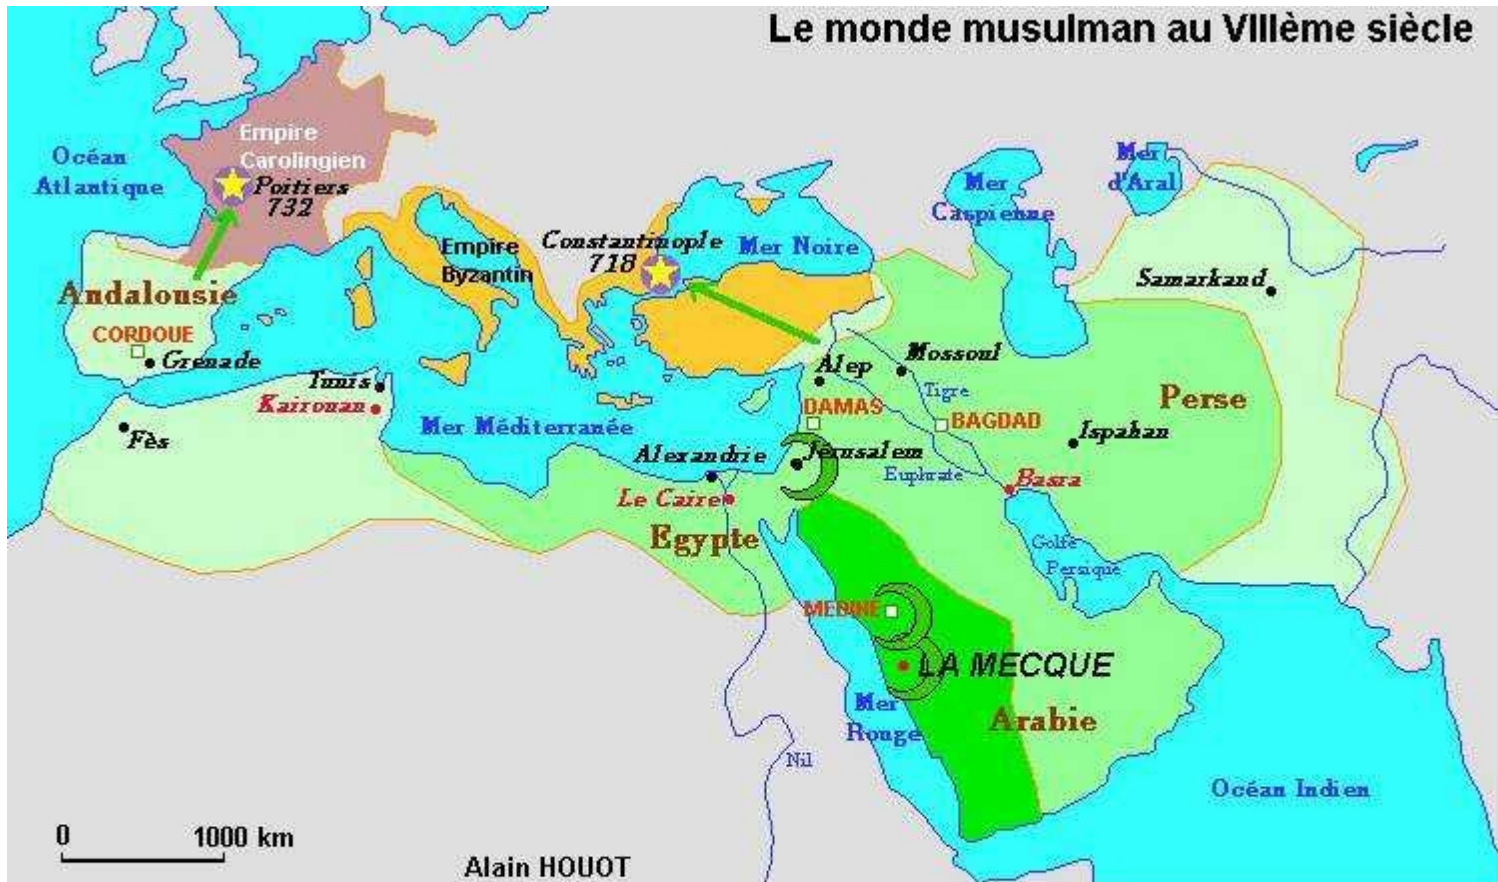 Le monde musulman au VIIIème siècle
Empire
Carolingien
Océan
Atlantique
Poitiers
732
Mer
d'Aral
Mer
Caspienne
Constantinople
718
Mer Noire
Empire
Byzantin
Andalousie
CORDOUE
Grenade
Samarkand
Tunis
Kairouan
Fès
Mer Méditerranée
Alep
Mossoul
Tigre
Perse
DAMAS
BAGDAD
Ispahan
Alexandrie
Jérusalem
Euphrate
Basra
Le Caire
Egypte
Golfe
Persique
MEDINE
LA MECQUE
Mer
Rouge
Arabie
Nil
Océan Indien
0 1000 km
Alain HOUOT